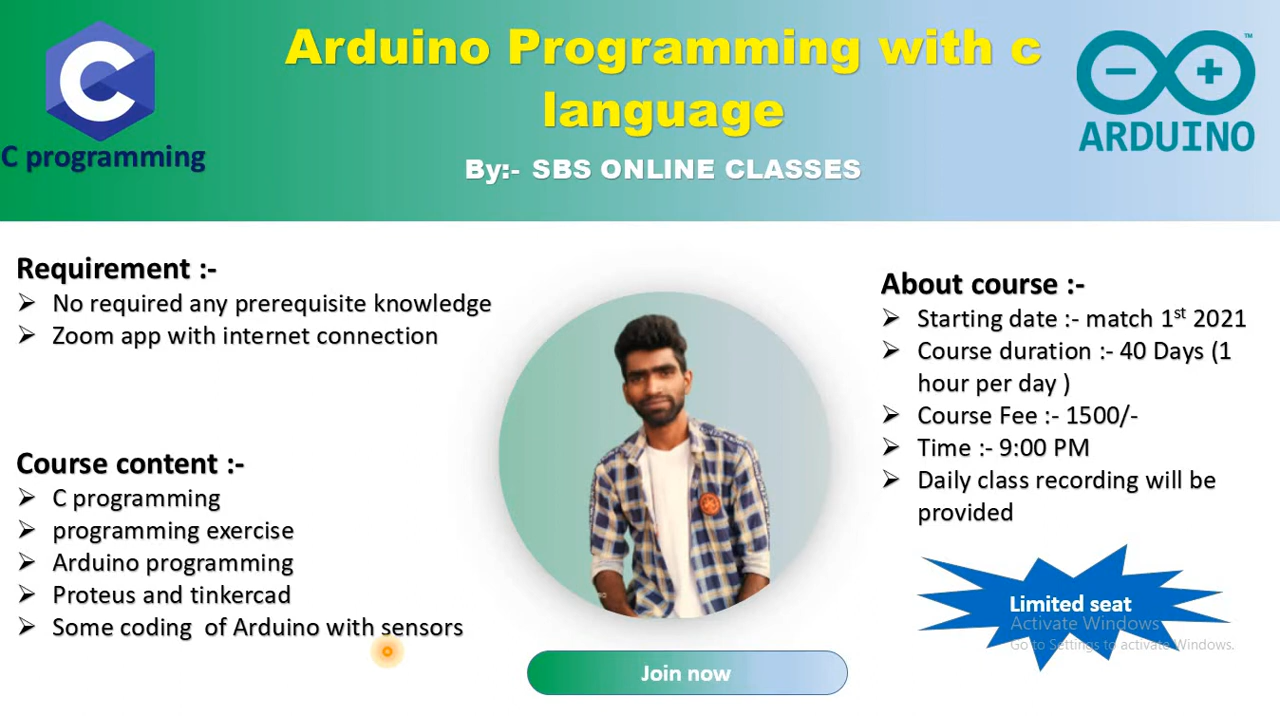 C programming
Arduino Programming with c
language
By:- SBS ONLINE CLASSES
ARDUINO
TM
Requirement :-
➢ No required any prerequisite knowledge
➢ Zoom app with internet connection
Course content :-
➢ C programming
➢ programming exercise
➢ Arduino programming
➢ Proteus and tinkercad
➢ Some coding of Arduino with sensors
About course :-
➢ Starting date :- match 1st 2021
➢ Course duration :- 40 Days (1
hour per day )
➢ Course Fee :- 1500/-
➢ Time :- 9:00 PM
➢ Daily class recording will be
provided
Limited seat
Activate Windows
Go to Settings to activate Windows.
Join now